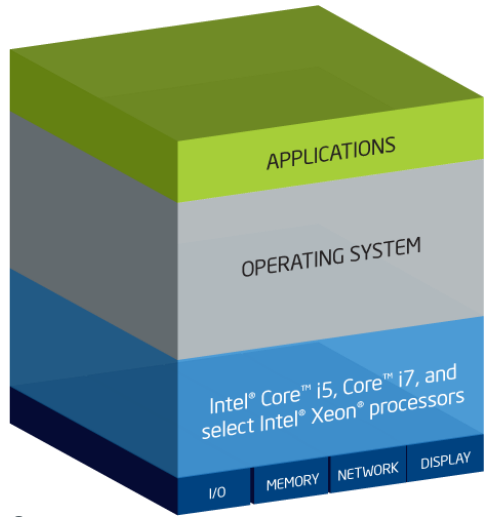 APPLICATIONS
OPERATING SYSTEM
Intel® Core™ i5, Core™ i7, and
select Intel® Xeon® processors
I/O MEMORY NETWORK DISPLAY